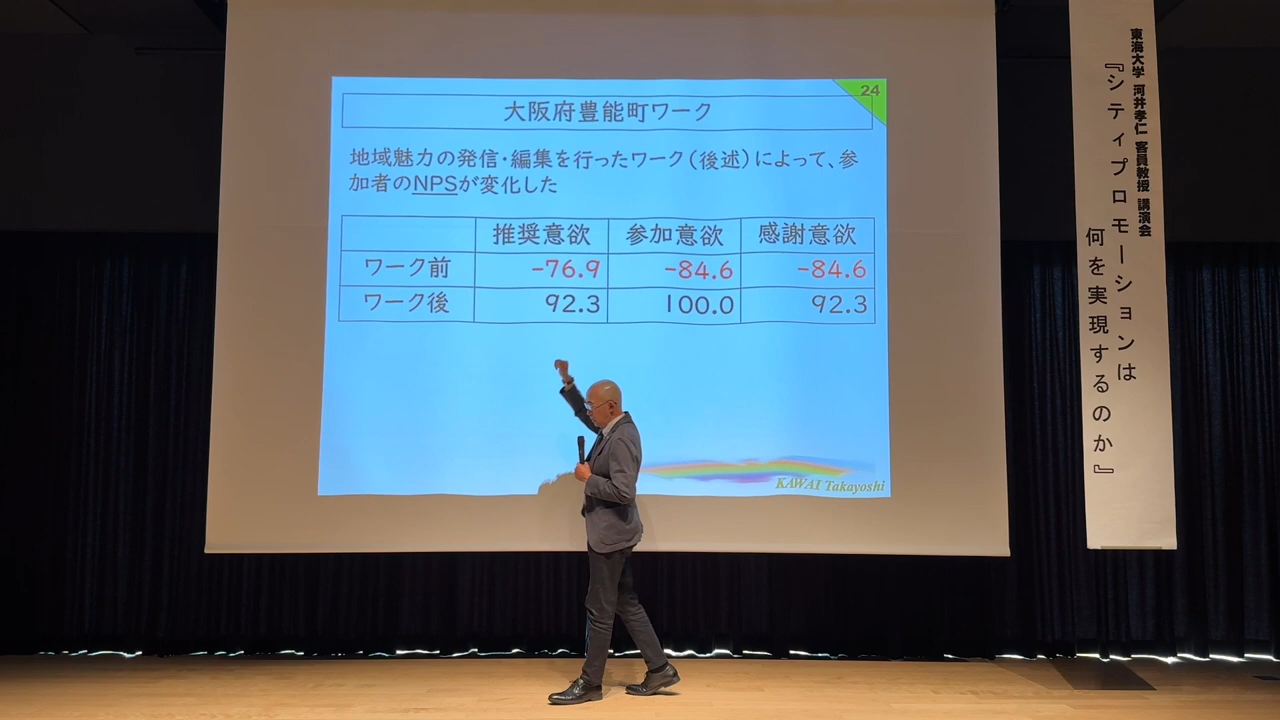 24
大阪府豊能町ワーク
地域魅力の発信・編集を行ったワーク(後述)によって、参
加者のNPSが変化した
推奨意欲 参加意欲 感謝意欲
ワーク前 -76.9 -84.6 -84.6
ワーク後 92.3 100.0 92.3
KAWAI Takayoshi
東海大学 河井孝仁 客員教授 講演会
『シティプロモーションは
何を実現するのか』